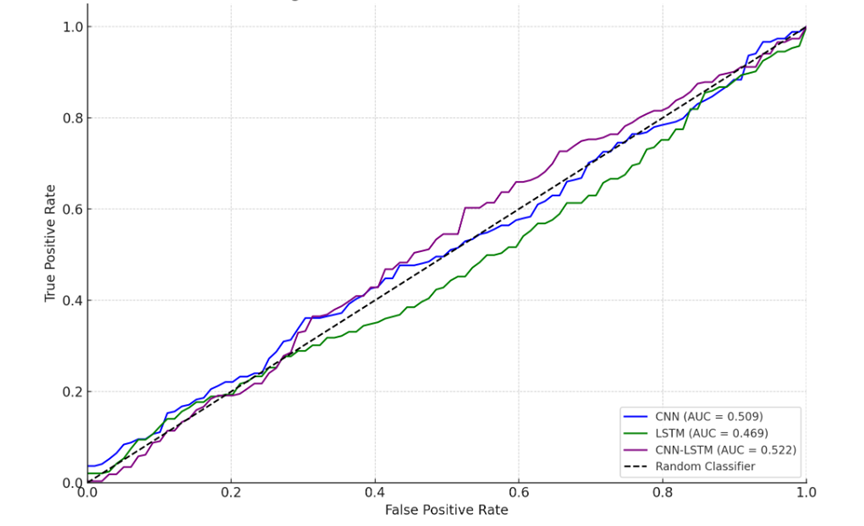 1.0
0.8
0.6
0.4
0.2
0.0
True Positive Rate
0.0 0.2 0.4 0.6 0.8 1.0
False Positive Rate
CNN (AUC = 0.509)
LSTM (AUC = 0.469)
CNN-LSTM (AUC = 0.522)
Random Classifier